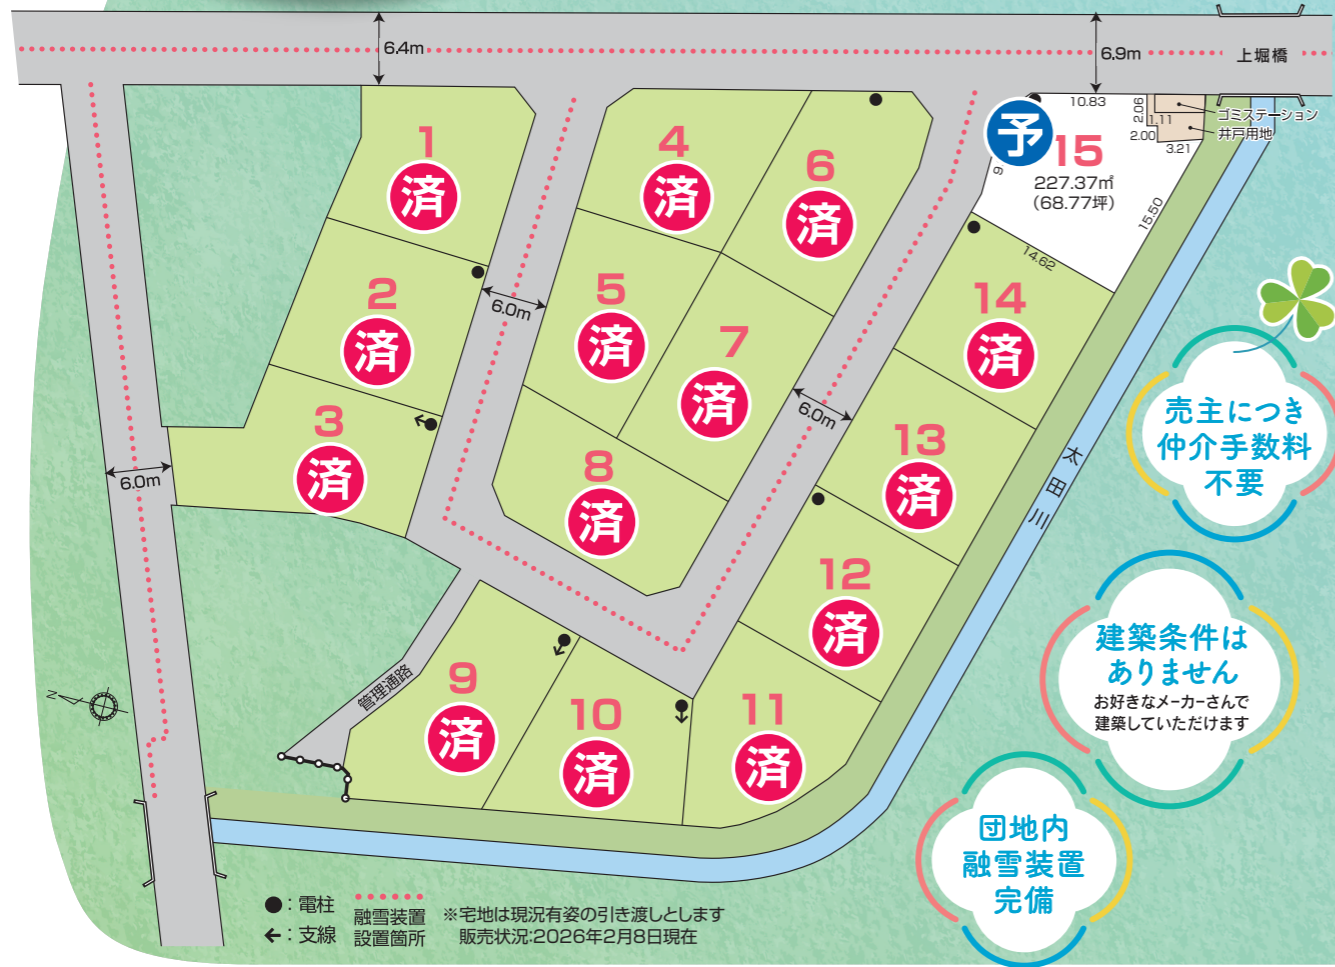 6.4m
6.9m
上堀橋
予
10.83
2.06
1.11
2.00
3.21
ゴミステーション
井戸用地
15
227.37㎡
(68.77坪)
9
15.50
14.62
1
済
4
済
6
済
2
済
5
済
7
済
14
済
6.0m
6.0m
6.0m
3
済
8
済
13
済
12
済
9
済
10
済
11
済
管理通路
太田川
N
売主につき
仲介手数料
不要
建築条件は
ありません
お好きなメーカーさんで
建築していただけます
団地内
融雪装置
完備
●：電柱
←：支線
融雪装置
設置箇所
※宅地は現況有姿の引き渡しとします
販売状況:2026年2月8日現在